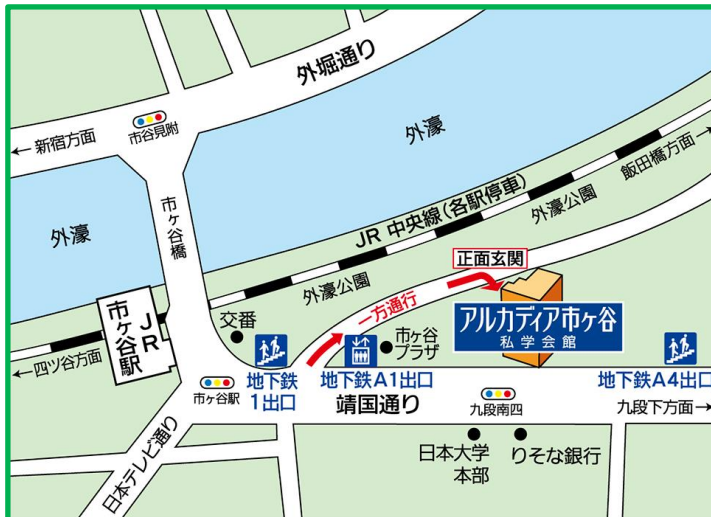 外堀通り
← 新宿方面
市谷見附
外濠
飯田橋方面 →
外濠
市ヶ谷橋
JR 中央線(各駅停車)
外濠公園
外濠公園
正面玄関
一方通行
アルカディア市ヶ谷
私学会館
JR
市ヶ谷駅
交番
市ヶ谷
プラザ
← 四ツ谷方面
地下鉄
1出口
地下鉄A1出口
地下鉄A4出口
市ヶ谷駅
靖国通り
九段南四
九段下方面→
日本テレビ通り
日本大学
本部
りそな銀行